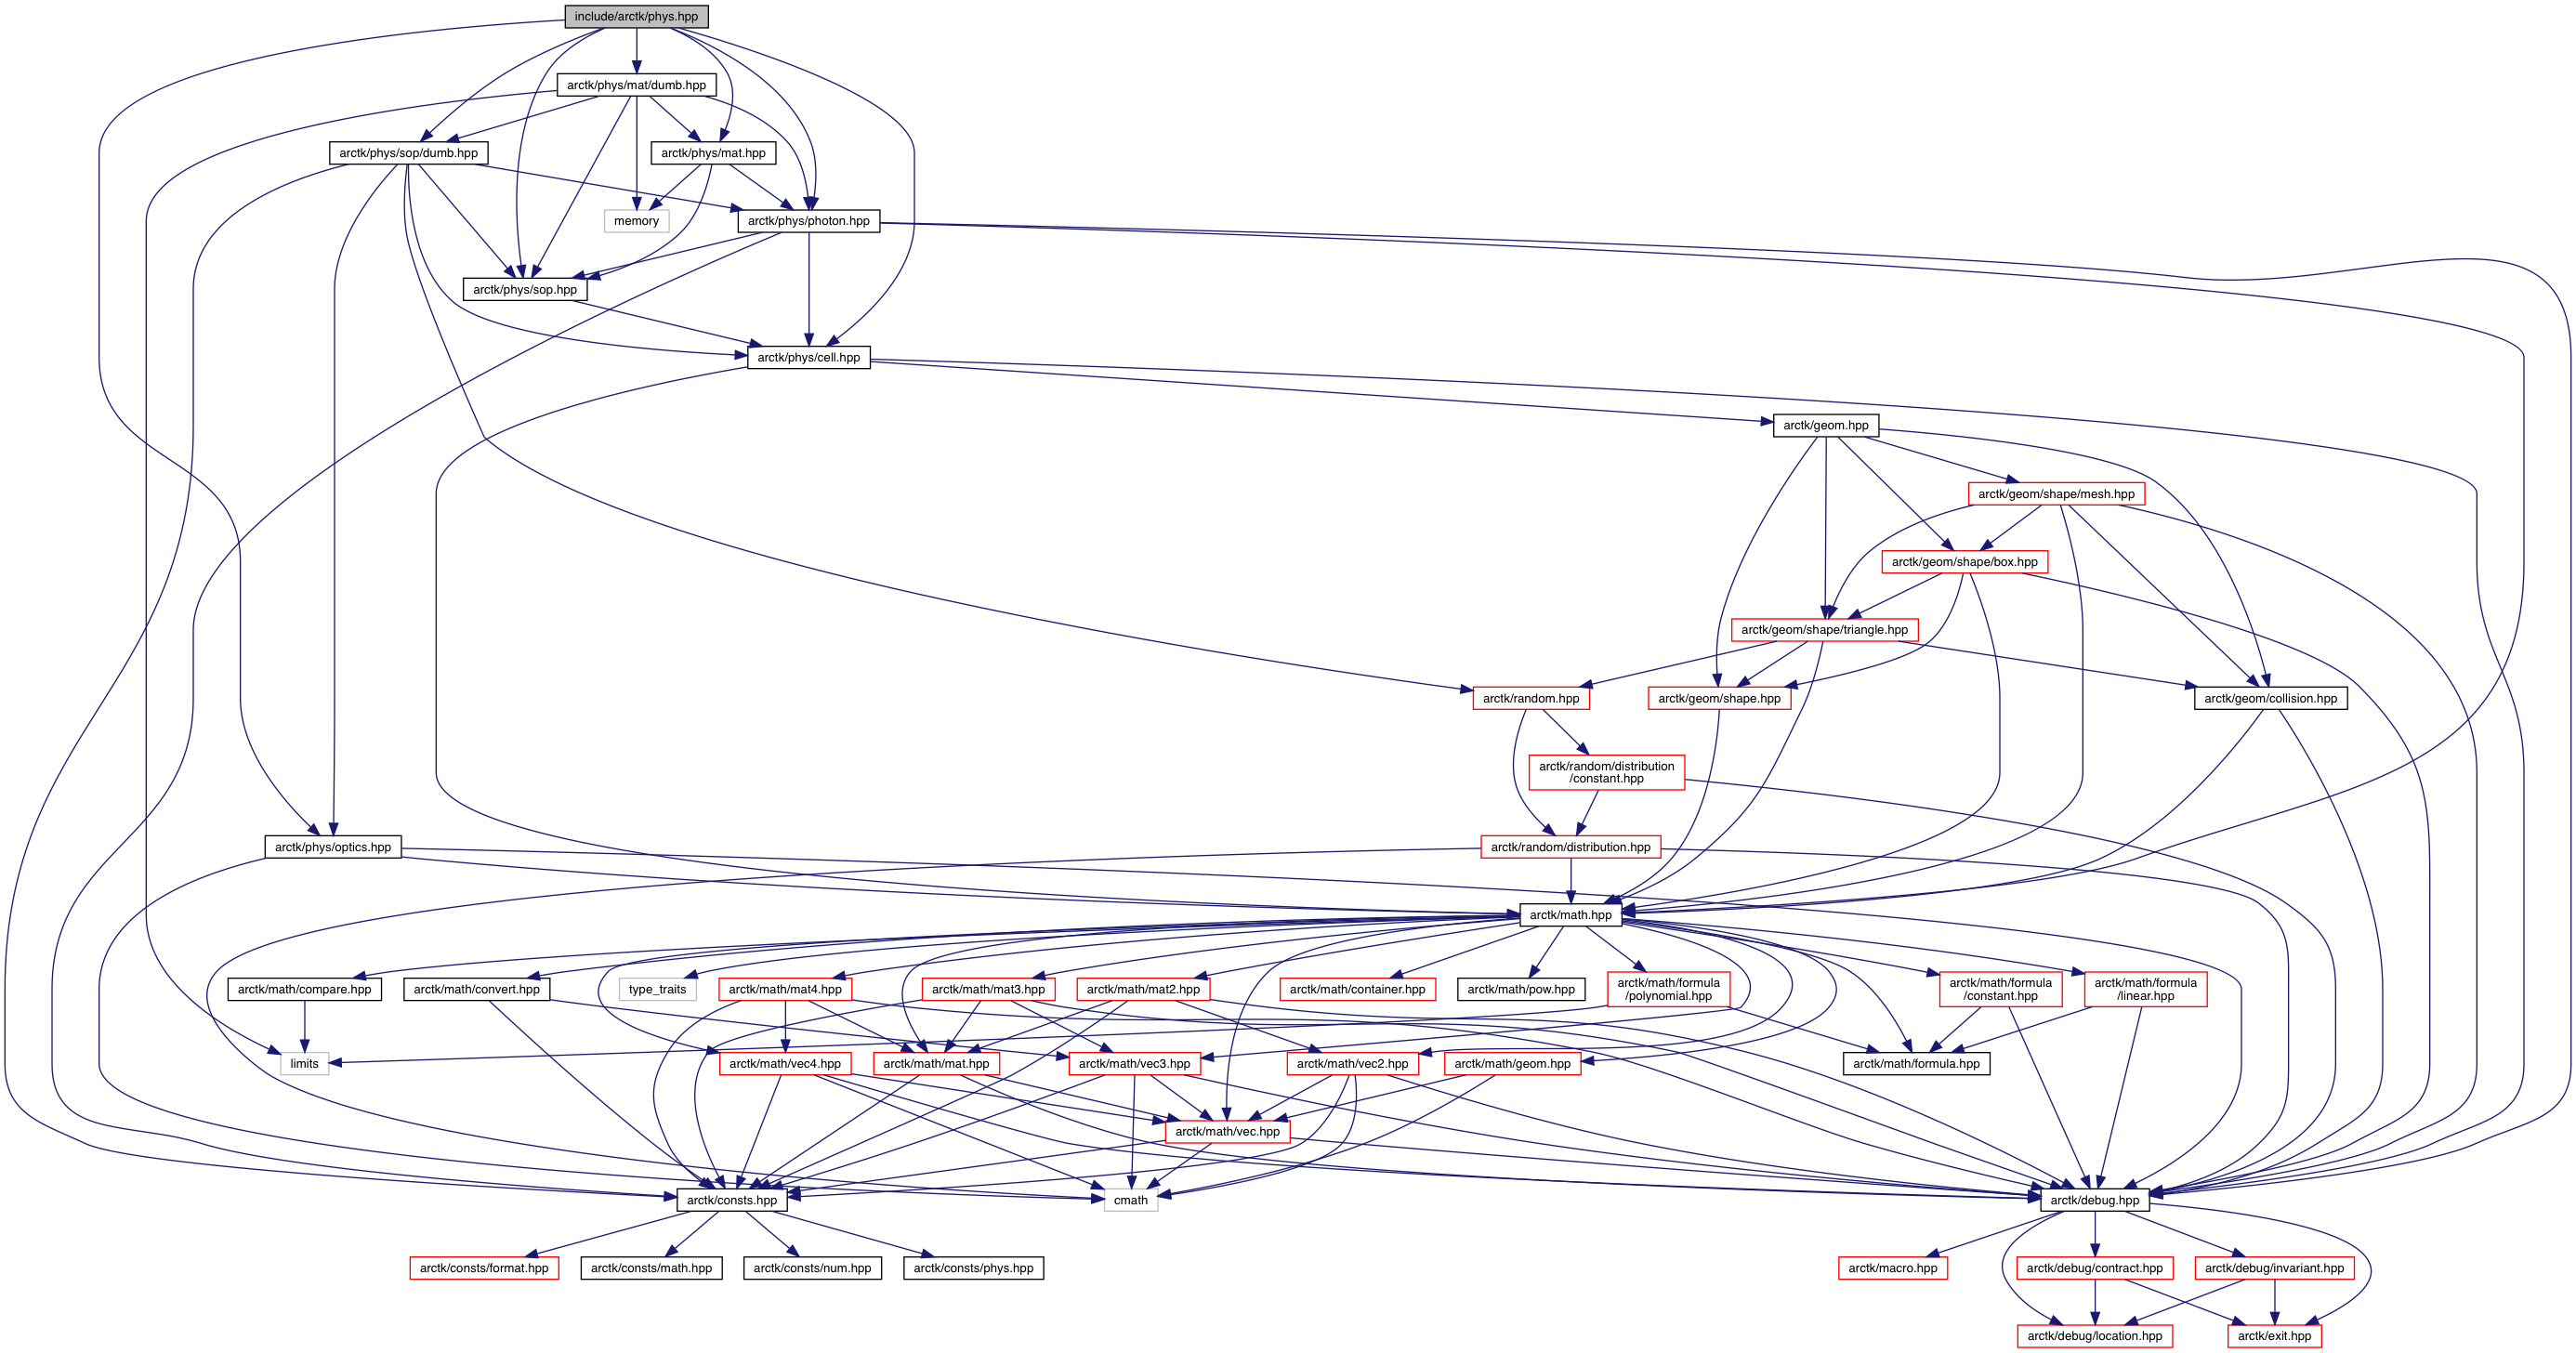 include/arctk/phys.hpp
arctk/phys/mat/dumb.hpp
arctk/phys/sop/dumb.hpp
arctk/phys/mat.hpp
memory
arctk/phys/photon.hpp
arctk/phys/sop.hpp
arctk/phys/cell.hpp
arctk/geom.hpp
arctk/geom/shape/mesh.hpp
arctk/geom/shape/box.hpp
arctk/geom/shape/triangle.hpp
arctk/random.hpp
arctk/geom/shape.hpp
arctk/geom/collision.hpp
arctk/random/distribution
/constant.hpp
arctk/phys/optics.hpp
arctk/random/distribution.hpp
arctk/math.hpp
arctk/math/compare.hpp
arctk/math/convert.hpp
type_traits
arctk/math/mat4.hpp
arctk/math/mat3.hpp
arctk/math/mat2.hpp
arctk/math/container.hpp
arctk/math/pow.hpp
arctk/math/formula
/polynomial.hpp
arctk/math/formula
/constant.hpp
arctk/math/formula
/linear.hpp
limits
arctk/math/vec4.hpp
arctk/math/mat.hpp
arctk/math/vec3.hpp
arctk/math/vec2.hpp
arctk/math/geom.hpp
arctk/math/formula.hpp
arctk/math/vec.hpp
arctk/consts.hpp
cmath
arctk/debug.hpp
arctk/consts/format.hpp
arctk/consts/math.hpp
arctk/consts/num.hpp
arctk/consts/phys.hpp
arctk/macro.hpp
arctk/debug/contract.hpp
arctk/debug/invariant.hpp
arctk/debug/location.hpp
arctk/exit.hpp